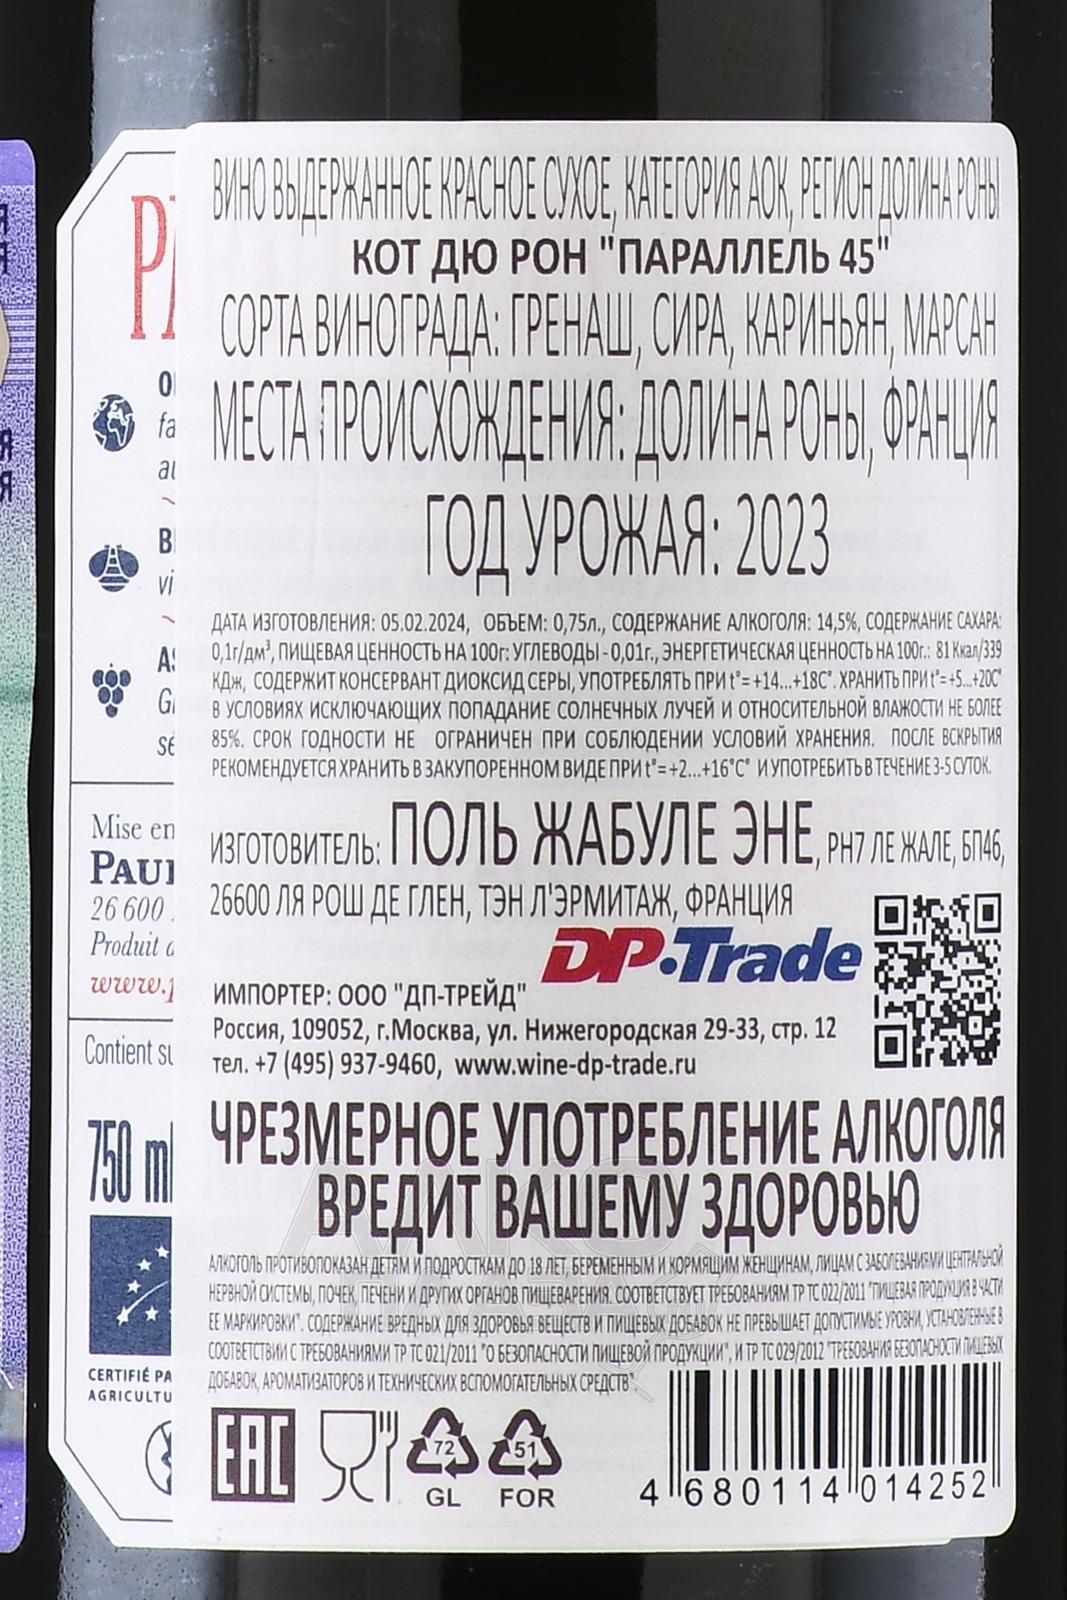 ВИНО ВЫДЕРЖАННОЕ КРАСНОЕ СУХОЕ, КАТЕГОРИЯ АОК, РЕГИОН ДОЛИНА РОНЫ
КОТ ДЮ РОН "ПАРАЛЛЕЛЬ 45"
СОРТА ВИНОГРАДА: ГРЕНАШ, СИРА, КАРИНЬЯН, МАРСАН
МЕСТА ПРОИСХОЖДЕНИЯ: ДОЛИНА РОНЫ, ФРАНЦИЯ
ГОД УРОЖАЯ: 2023
ДАТА ИЗГОТОВЛЕНИЯ: 05.02.2024, ОБЪЕМ: 0,75л., СОДЕРЖАНИЕ АЛКОГОЛЯ: 14,5%, СОДЕРЖАНИЕ САХАРА:
0,1г/дм³, ПИЩЕВАЯ ЦЕННОСТЬ НА 100г: УГЛЕВОДЫ - 0,01г., ЭНЕРГЕТИЧЕСКАЯ ЦЕННОСТЬ НА 100г.: 81 Ккал/339
КДж, СОДЕРЖИТ КОНСЕРВАНТ ДИОКСИД СЕРЫ, УПОТРЕБЛЯТЬ ПРИ t°= +14...+18C°. ХРАНИТЬ ПРИ t°= +5...+20C°
В УСЛОВИЯХ ИСКЛЮЧАЮЩИХ ПОПАДАНИЕ СОЛНЕЧНЫХ ЛУЧЕЙ И ОТНОСИТЕЛЬНОЙ ВЛАЖОСТИ НЕ БОЛЕЕ
85%. СРОК ГОДНОСТИ НЕ ОГРАНИЧЕН ПРИ СОБЛЮДЕНИИ УСЛОВИЙ ХРАНЕНИЯ. ПОСЛЕ ВСКРЫТИЯ
РЕКОМЕНДУЕТСЯ ХРАНИТЬ В ЗАКУПОРЕННОМ ВИДЕ ПРИ t°= +2...+16°C° И УПОТРЕБИТЬ В ТЕЧЕНИЕ 3-5 СУТОК.
ИЗГОТОВИТЕЛЬ: ПОЛЬ ЖАБУЛЕ ЭНЕ, РН7 ЛЕ ЖАЛЕ, БП46,
26600 ЛЯ РОШ ДЕ ГЛЕН, ТЭН Л'ЭРМИТАЖ, ФРАНЦИЯ
DP·Trade
ИМПОРТЕР: ООО "ДП-ТРЕЙД"
Россия, 109052, г.Москва, ул. Нижегородская 29-33, стр. 12
тел. +7 (495) 937-9460, www.wine-dp-trade.ru
ЧРЕЗМЕРНОЕ УПОТРЕБЛЕНИЕ АЛКОГОЛЯ
ВРЕДИТ ВАШЕМУ ЗДОРОВЬЮ
АЛКОГОЛЬ ПРОТИВОПОКАЗАН ДЕТЯМ И ПОДРОСТКАМ ДО 18 ЛЕТ, БЕРЕМЕННЫМ И КОРМЯЩИМ ЖЕНЩИНАМ, ЛИЦАМ С ЗАБОЛЕВАНИЯМИ ЦЕНТРАЛЬНОЙ
НЕРВНОЙ СИСТЕМЫ, ПОЧЕК, ПЕЧЕНИ И ДРУГИХ ОРГАНОВ ПИЩЕВАРЕНИЯ. СООТВЕТСТВУЕТ ТРЕБОВАНИЯМ ТР ТС 022/2011 "ПИЩЕВАЯ ПРОДУКЦИЯ В ЧАСТИ
ЕЕ МАРКИРОВКИ". СОДЕРЖАНИЕ ВРЕДНЫХ ДЛЯ ЗДОРОВЬЯ ВЕЩЕСТВ И ПИЩЕВЫХ ДОБАВОК НЕ ПРЕВЫШАЕТ ДОПУСТИМЫЕ УРОВНИ, УСТАНОВЛЕННЫЕ В
СООТВЕТСТВИИ С ТРЕБОВАНИЯМИ ТР ТС 021/2011 "О БЕЗОПАСНОСТИ ПИЩЕВОЙ ПРОДУКЦИИ", И ТР ТС 029/2012 "ТРЕБОВАНИЯ БЕЗОПАСНОСТИ ПИЩЕВЫХ
ДОБАВОК, АРОМАТИЗАТОРОВ И ТЕХНИЧЕСКИХ ВСПОМОГАТЕЛЬНЫХ СРЕДСТВ".
EAC
72
GL
51
FOR
4 680114 014252
Mise en
PAUL
26 600
Produit d
www.
Contient su
750 ml
CERTIFIÉ PA
AGRICULTU